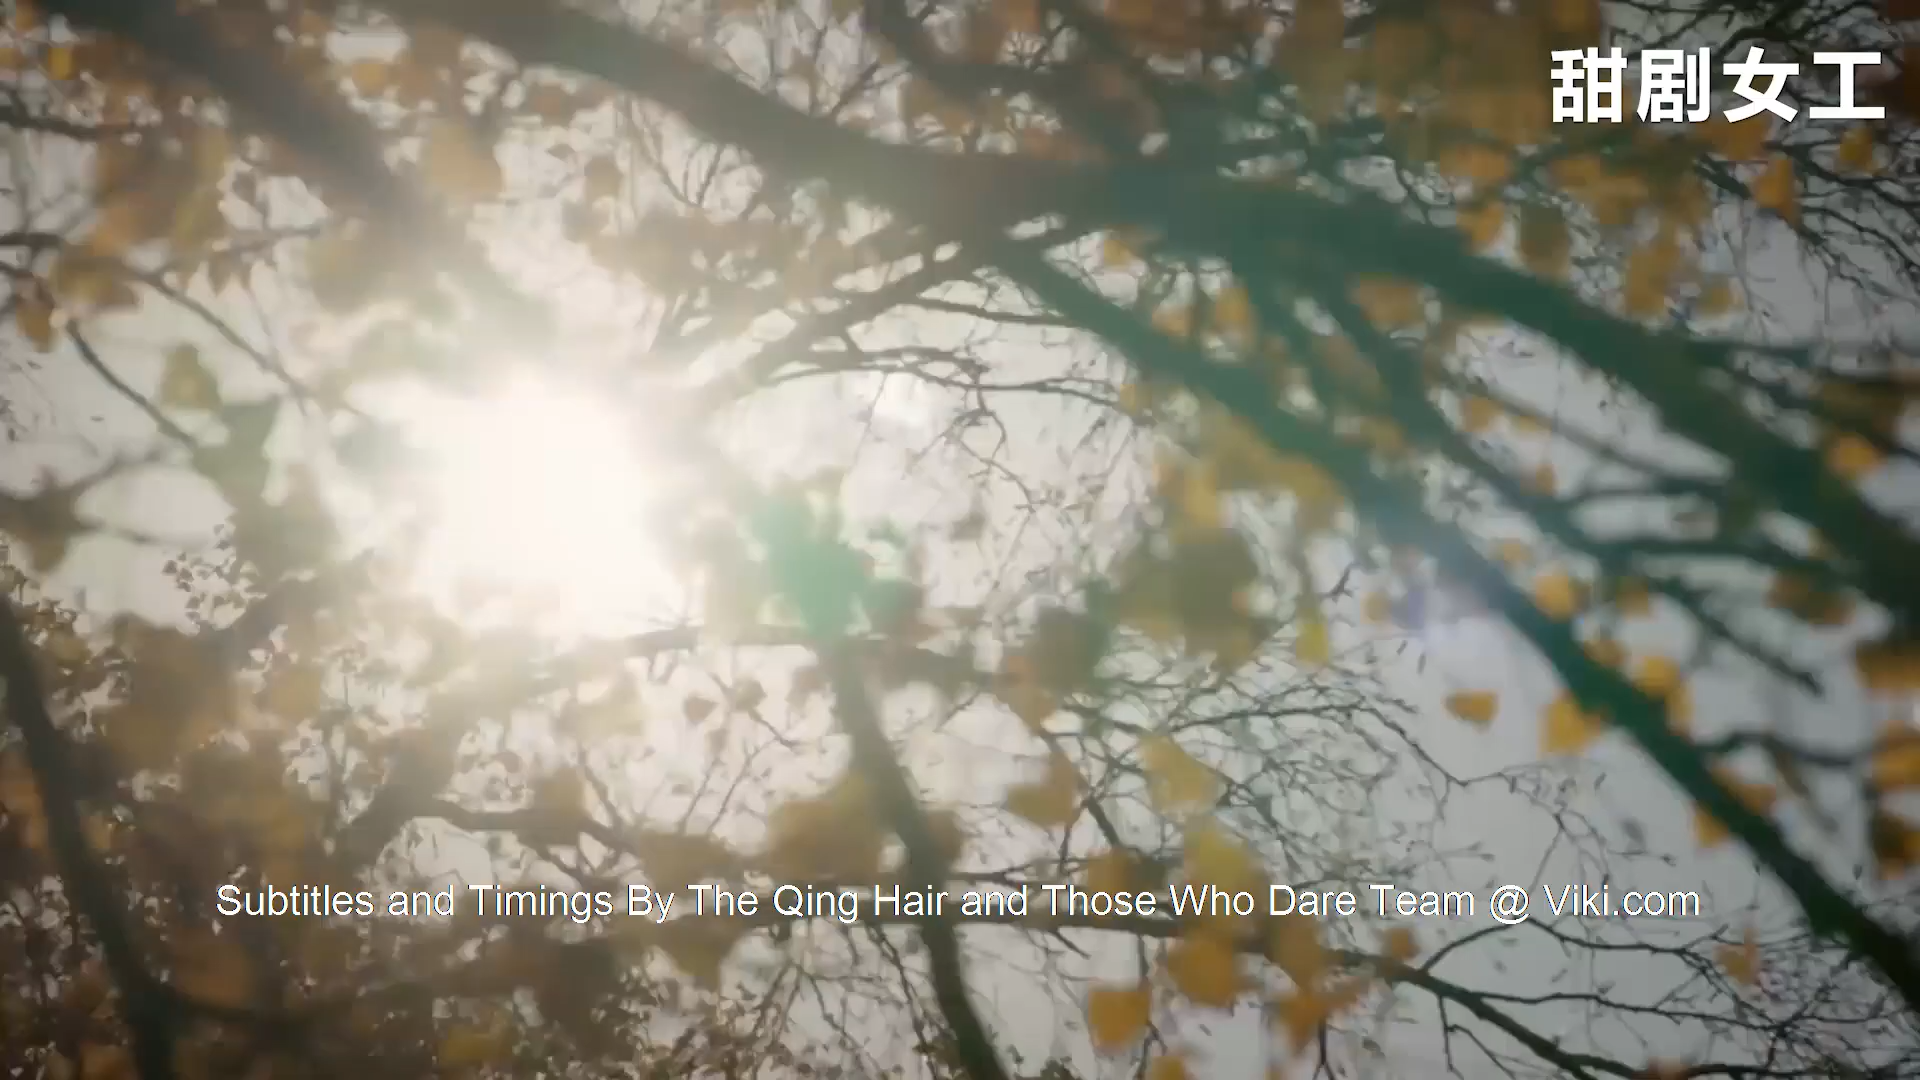 甜剧女工
Subtitles and Timings By The Qing Hair and Those Who Dare Team @ Viki.com